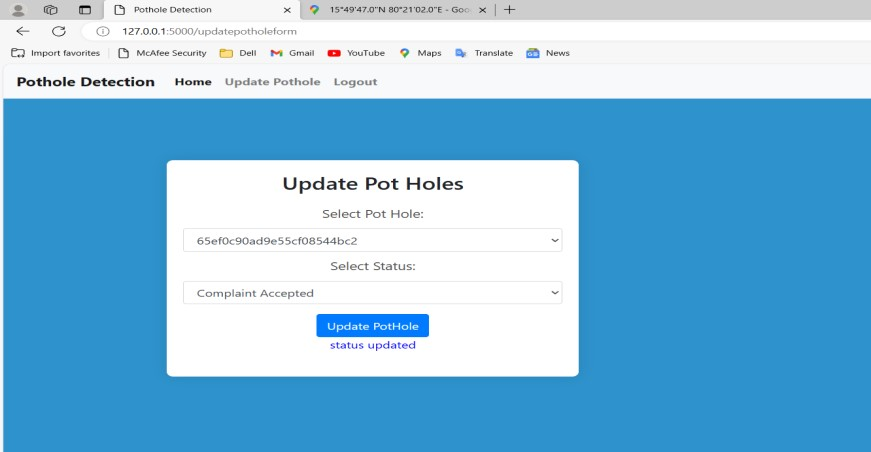 Pothole Detection
15°49'47.0"N 80°21'02.0"E - Goo
127.0.0.1:5000/updatepotholeform
Import favorites McAfee Security Dell Gmail YouTube Maps Translate News
Pothole Detection Home Update Pothole Logout
Update Pot Holes
Select Pot Hole:
65ef0c90ad9e55cf08544bc2
Select Status:
Complaint Accepted
Update PotHole
status updated